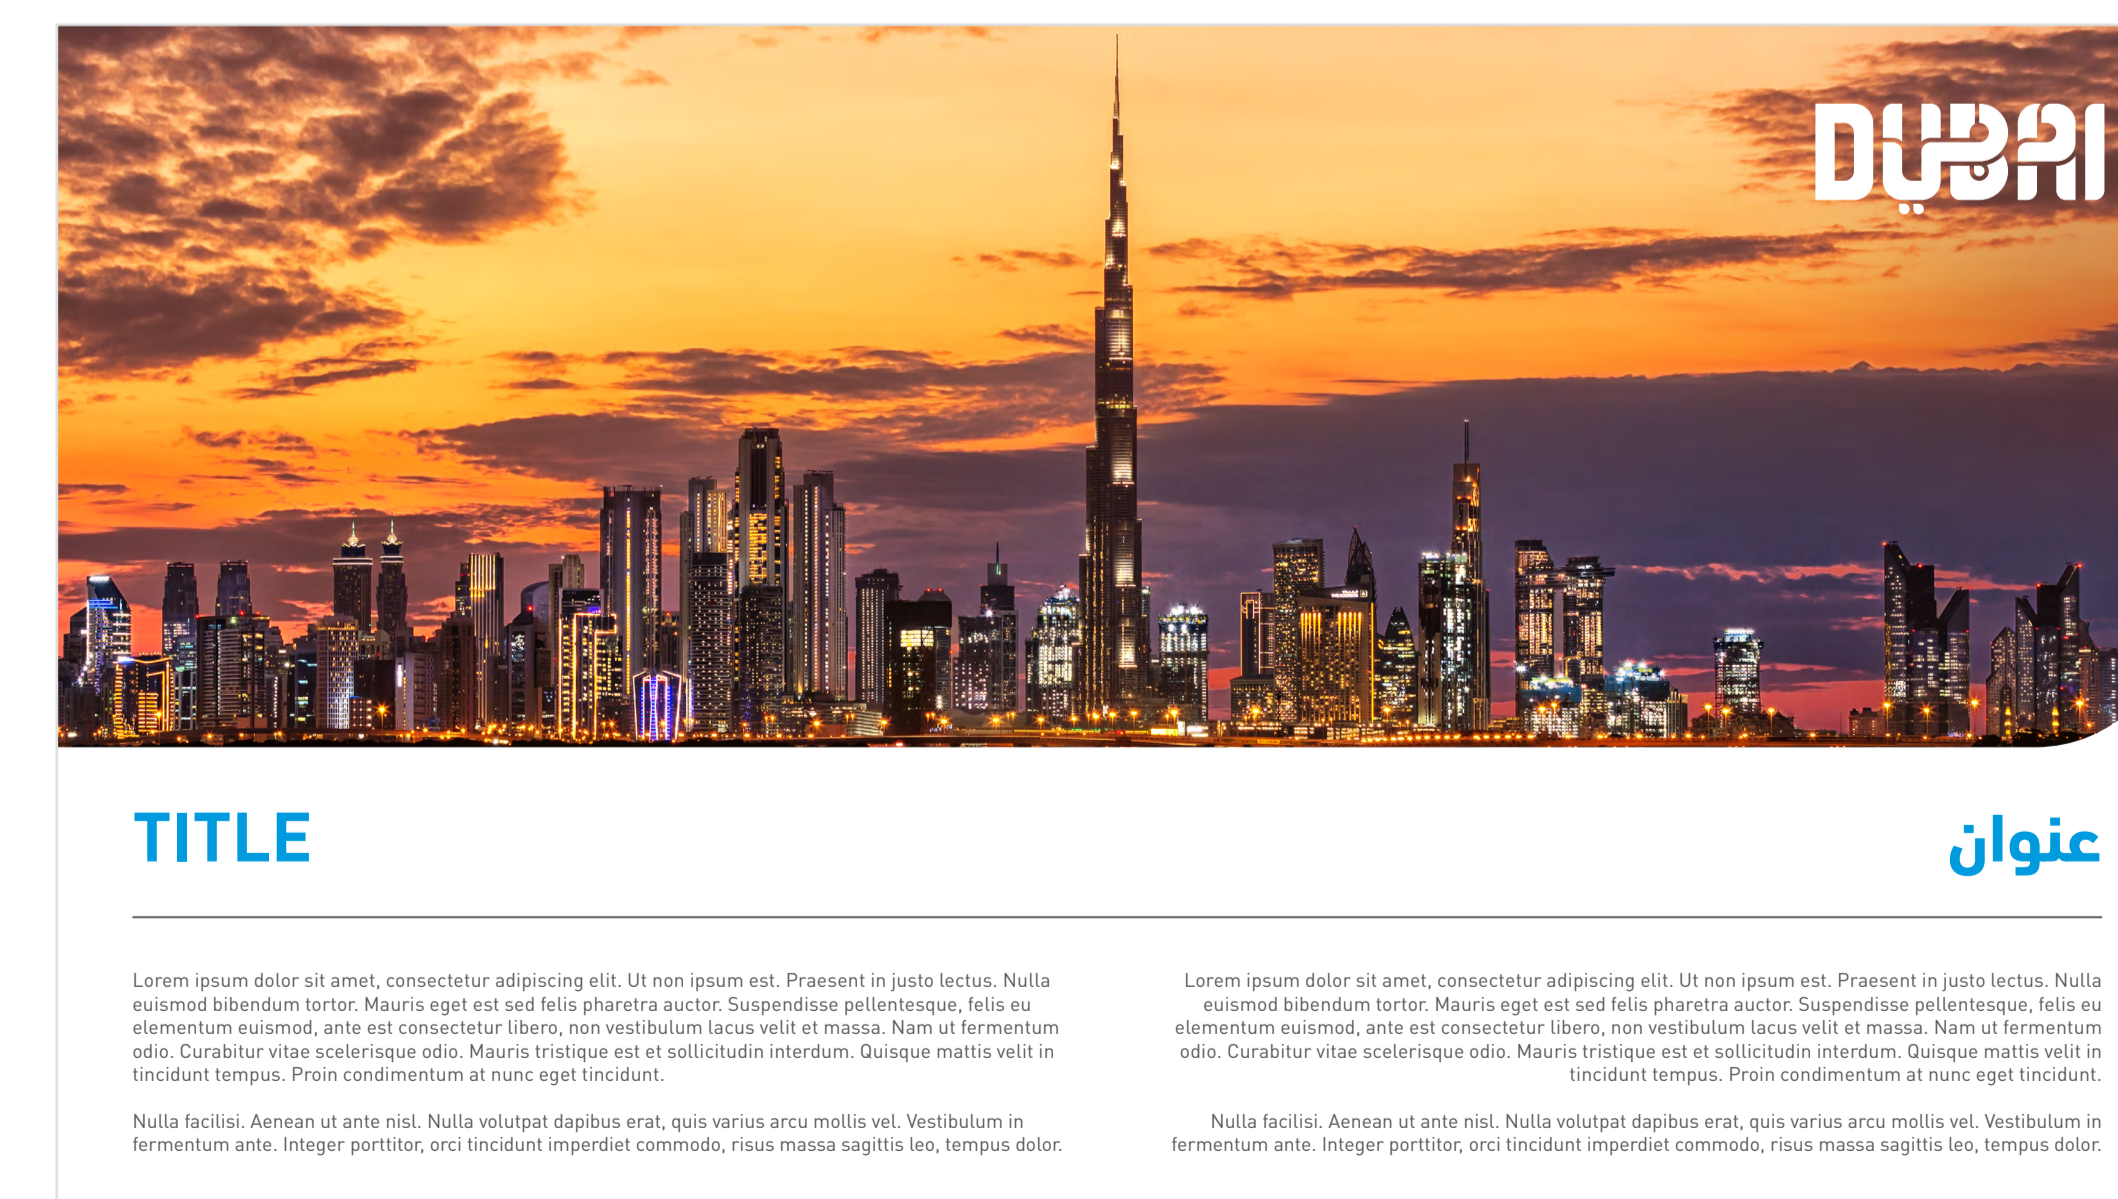 DUBAI
TITLE
عنوان
Lorem ipsum dolor sit amet, consectetur adipiscing elit. Ut non ipsum est. Praesent in justo lectus. Nulla
euismod bibendum tortor. Mauris eget est sed felis pharetra auctor. Suspendisse pellentesque, felis eu
elementum euismod, ante est consectetur libero, non vestibulum lacus velit et massa. Nam ut fermentum
odio. Curabitur vitae scelerisque odio. Mauris tristique est et sollicitudin interdum. Quisque mattis velit in
tincidunt tempus. Proin condimentum at nunc eget tincidunt.
Nulla facilisi. Aenean ut ante nisl. Nulla volutpat dapibus erat, quis varius arcu mollis vel. Vestibulum in
fermentum ante. Integer porttitor, orci tincidunt imperdiet commodo, risus massa sagittis leo, tempus dolor.
Lorem ipsum dolor sit amet, consectetur adipiscing elit. Ut non ipsum est. Praesent in justo lectus. Nulla
euismod bibendum tortor. Mauris eget est sed felis pharetra auctor. Suspendisse pellentesque, felis eu
elementum euismod, ante est consectetur libero, non vestibulum lacus velit et massa. Nam ut fermentum
odio. Curabitur vitae scelerisque odio. Mauris tristique est et sollicitudin interdum. Quisque mattis velit in
tincidunt tempus. Proin condimentum at nunc eget tincidunt.
Nulla facilisi. Aenean ut ante nisl. Nulla volutpat dapibus erat, quis varius arcu mollis vel. Vestibulum in
fermentum ante. Integer porttitor, orci tincidunt imperdiet commodo, risus massa sagittis leo, tempus dolor.